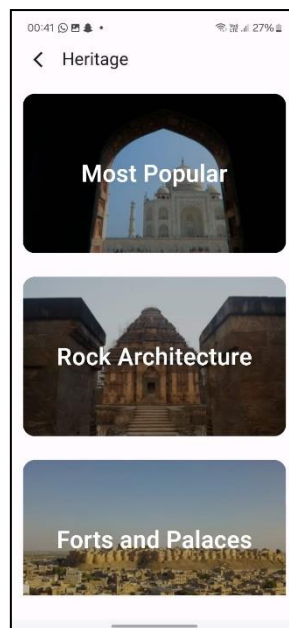 00:41
27%
Heritage
Most Popular
Rock Architecture
Forts and Palaces